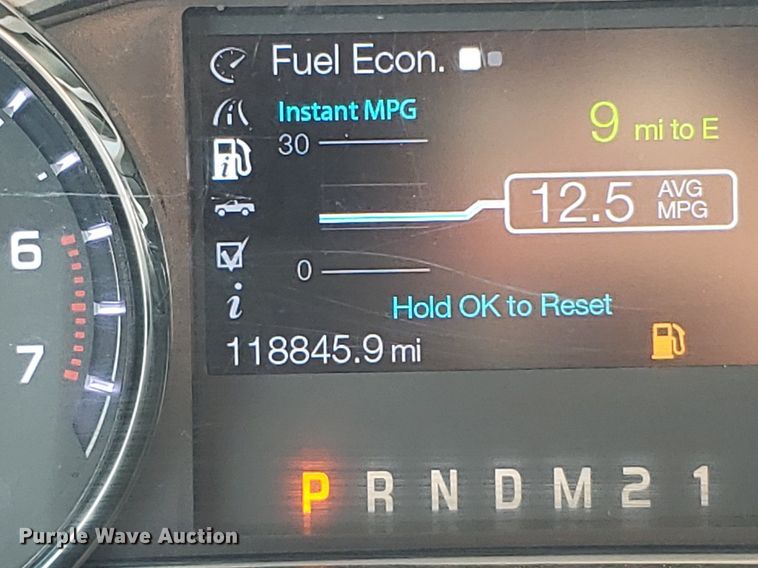 Fuel Econ.
Instant MPG
30
9 mi to E
12.5 AVG MPG
0
Hold OK to Reset
118845.9 mi
6
7
P R N D M 2 1
Purple Wave Auction